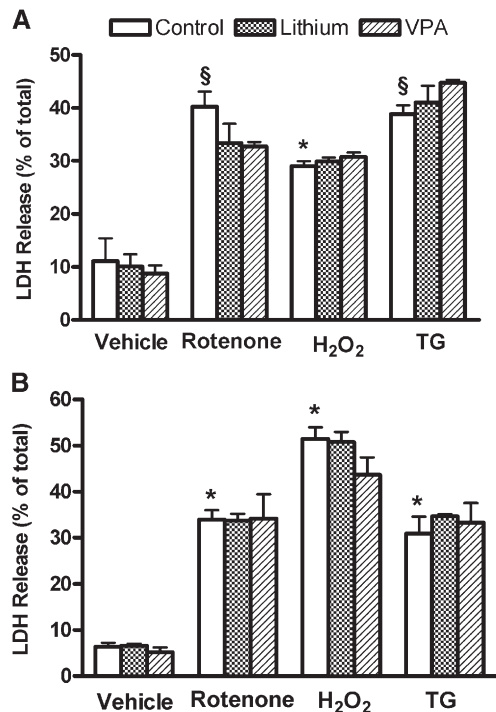 A
Control Lithium VPA
LDH Release (% of total)
50
40
30
20
10
0
§
*
§
Vehicle Rotenone H₂O₂ TG
B
LDH Release (% of total)
60
50
40
30
20
10
0
*
*
*
Vehicle Rotenone H₂O₂ TG